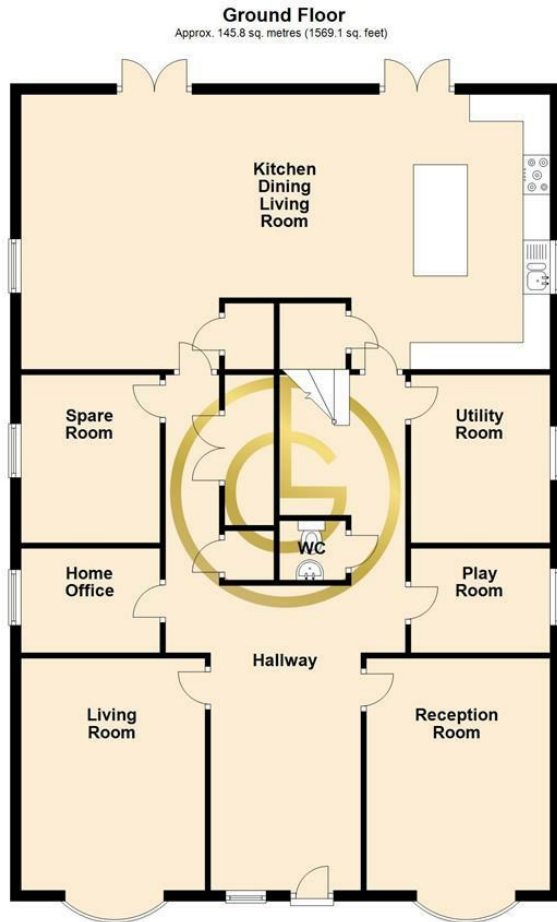 Ground Floor
Approx. 145.8 sq. metres (1569.1 sq. feet)
Kitchen
Dining
Living
Room
Spare
Room
Utility
Room
WC
Home
Office
Play
Room
Hallway
Living
Room
Reception
Room